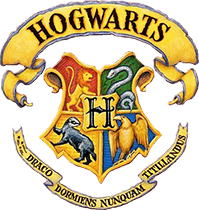 HOGWARTS
H
DRACO
DORMIENS NUNQUAM
TITILLANDUS